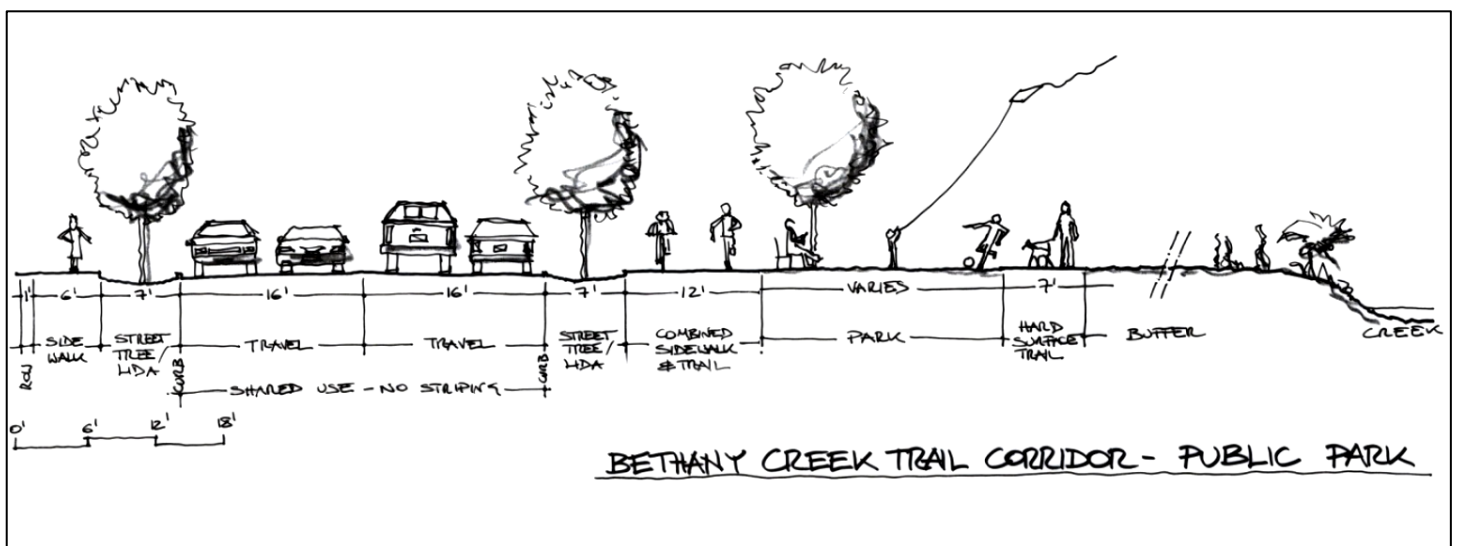 1' 6' 7' 16' 16' 7' 12' VARIES 7'
ROW
SIDE
WALK
STREET
TREE/
LIDA
CURB
TRAVEL
TRAVEL
CURB
STREET
TREE/
LIDA
COMBINED
SIDEWALK
& TRAIL
PARK
HARD
SURFACE
TRAIL
BUFFER
CREEK
SHARED USE - NO STRIPING
0' 6' 12' 18'
BETHANY CREEK TRAIL CORRIDOR - PUBLIC PARK